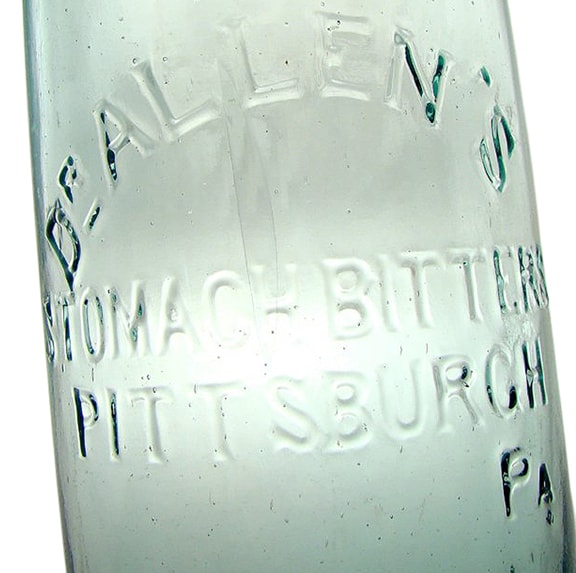 Dr. ALLEN'S
STOMACH BITTERS
PITTSBURGH
PA